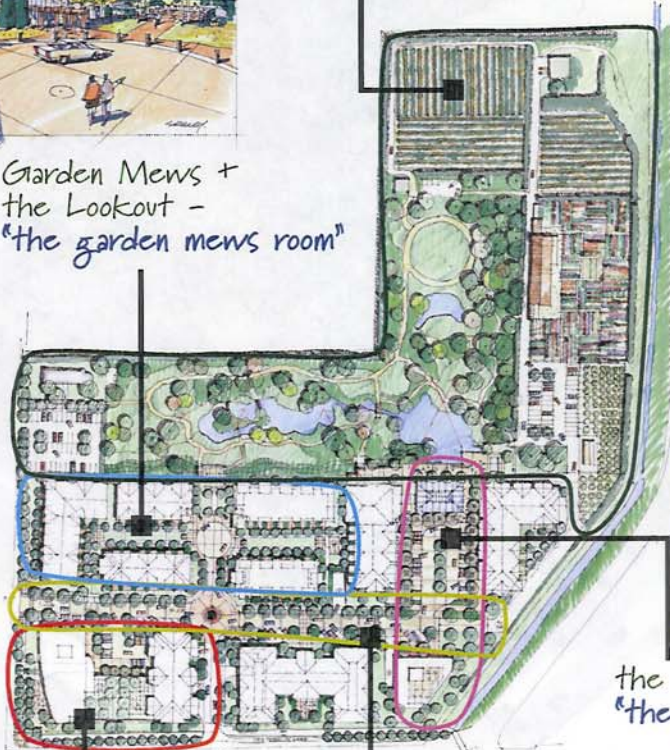 Garden Mews +
the Lookout -
"the garden mews room"
the
"the